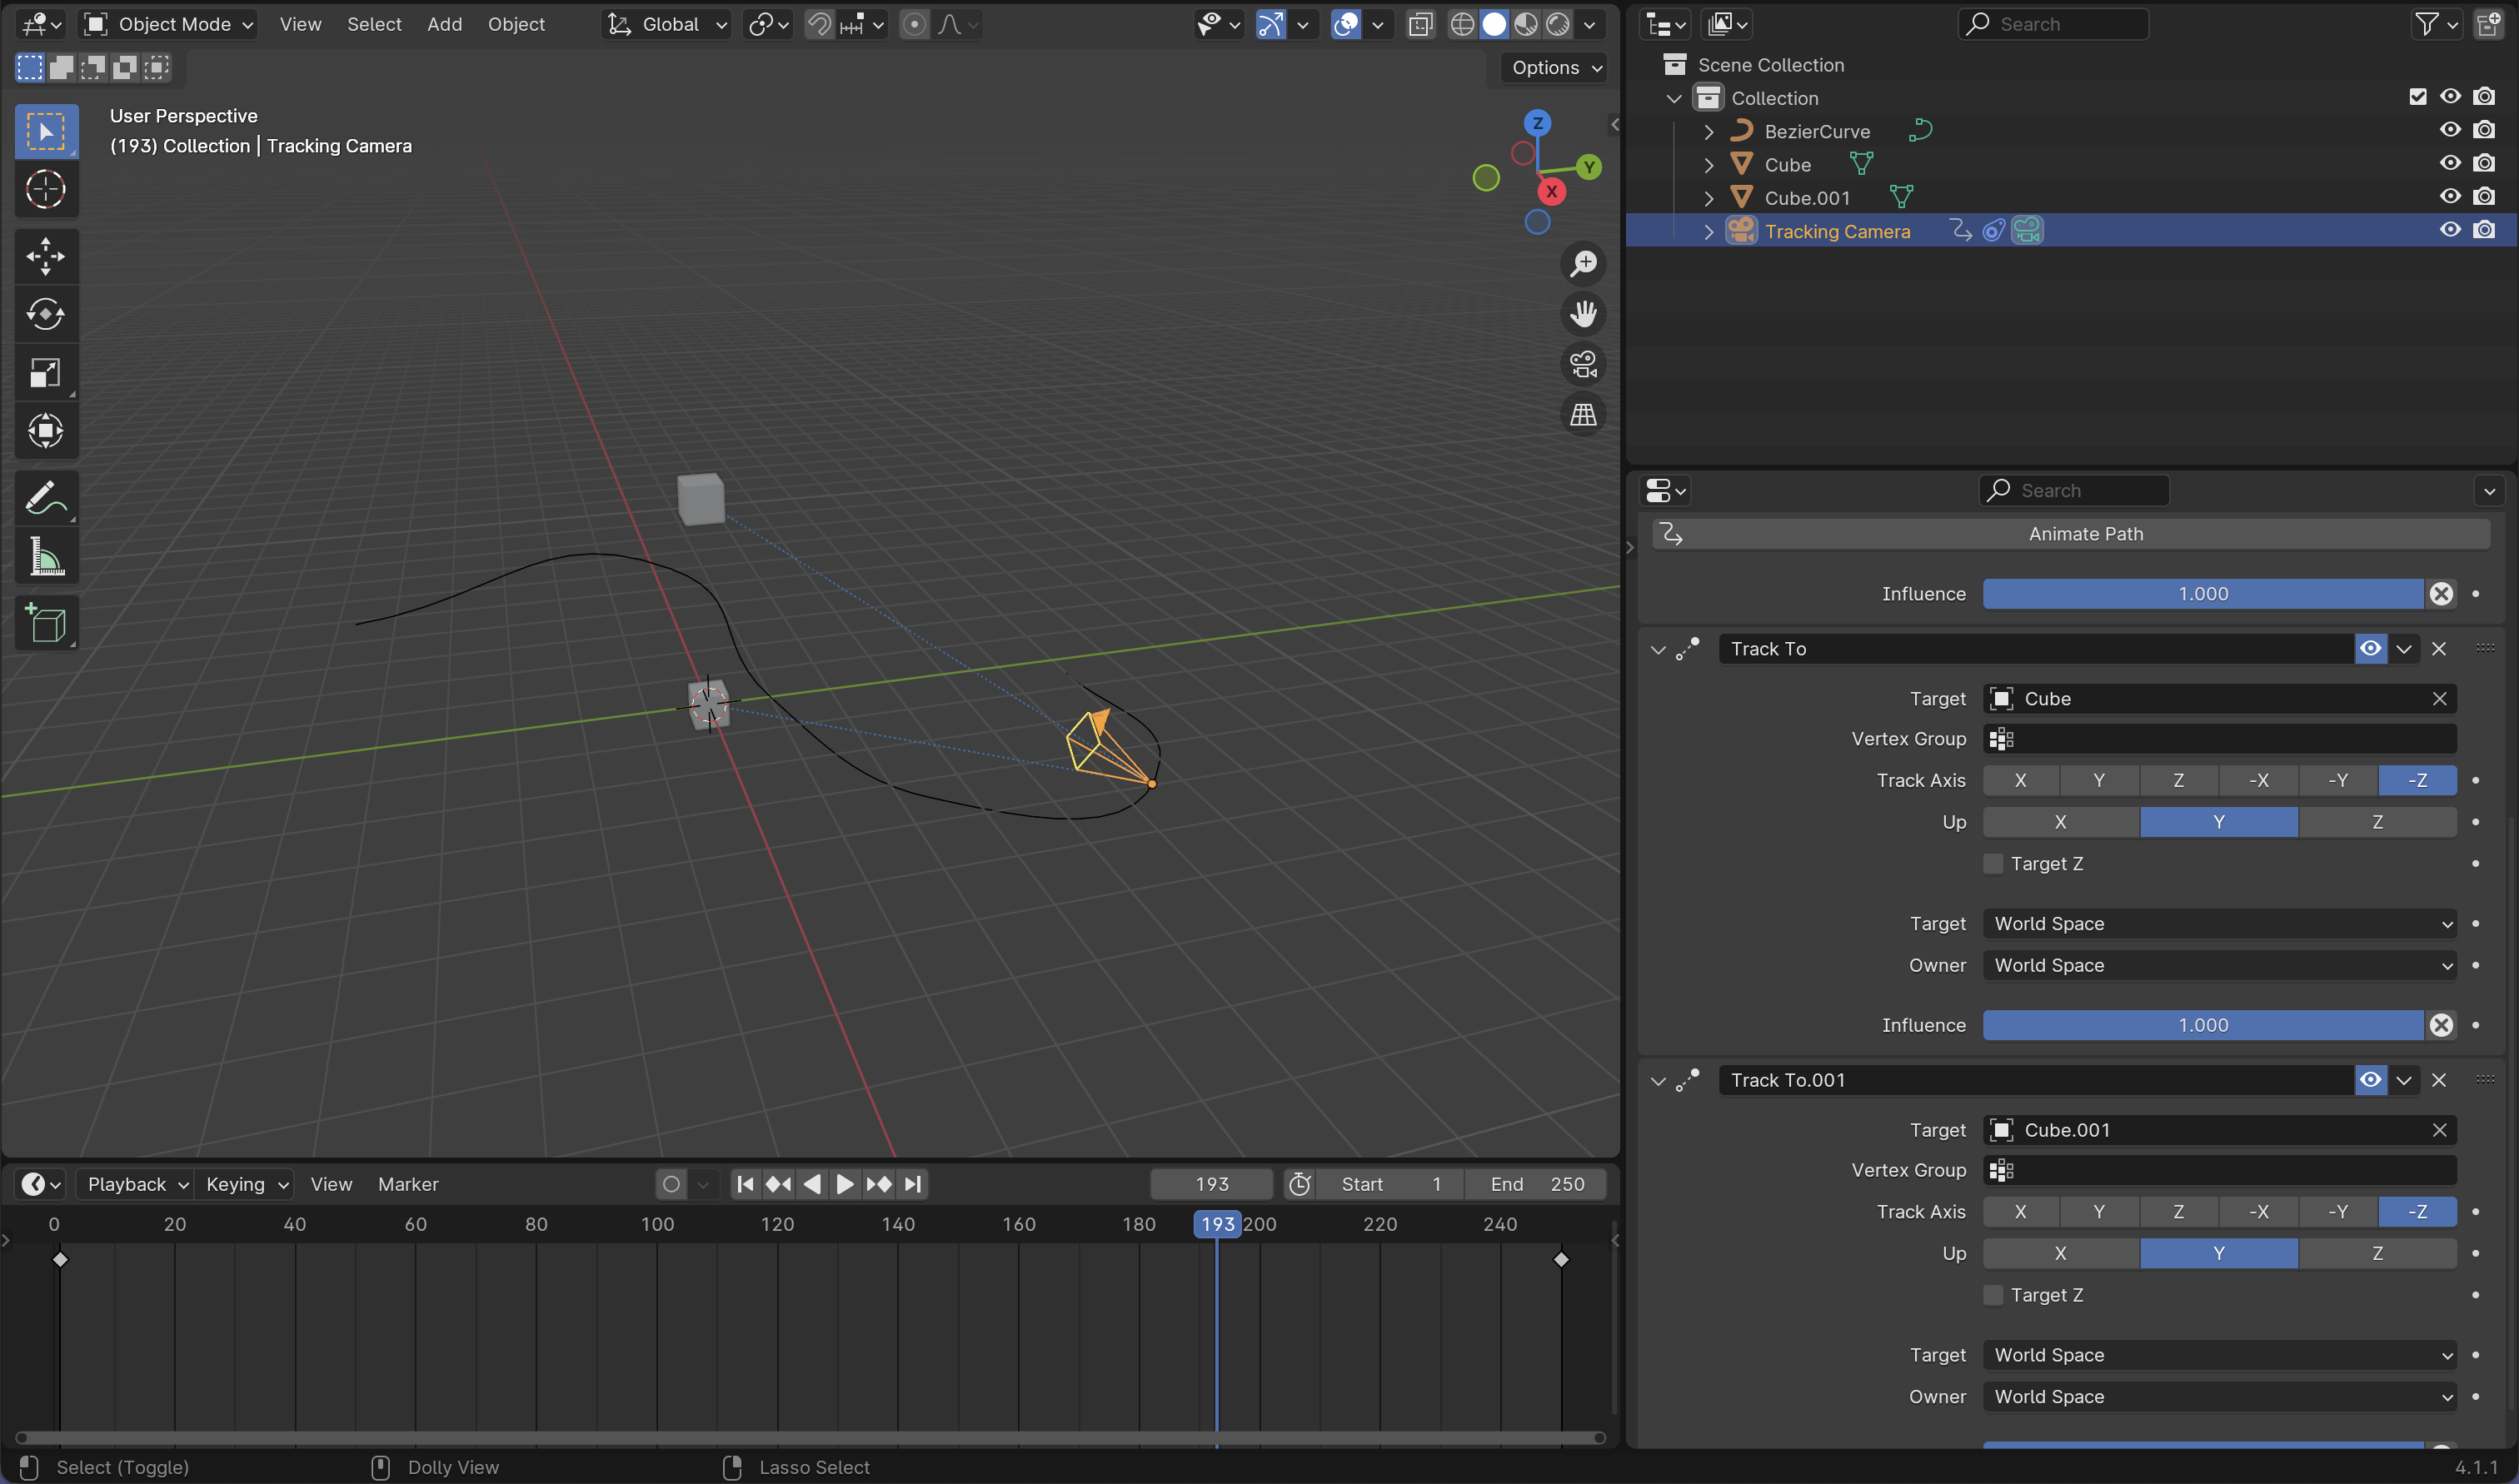 Object Mode View Select Add Object Global
Options
User Perspective
(193) Collection | Tracking Camera
Z
Y
X
Search
Scene Collection
Collection
BezierCurve
Cube
Cube.001
Tracking Camera
Search
Animate Path
Influence 1.000
Track To
Target Cube
Vertex Group
Track Axis X Y Z -X -Y -Z
Up X Y Z
Target Z
Target World Space
Owner World Space
Influence 1.000
Track To.001
Target Cube.001
Vertex Group
Track Axis X Y Z -X -Y -Z
Up X Y Z
Target Z
Target World Space
Owner World Space
Playback Keying View Marker 193 Start 1 End 250
0 20 40 60 80 100 120 140 160 180 193 200 220 240
Select (Toggle) Dolly View Lasso Select 4.1.1